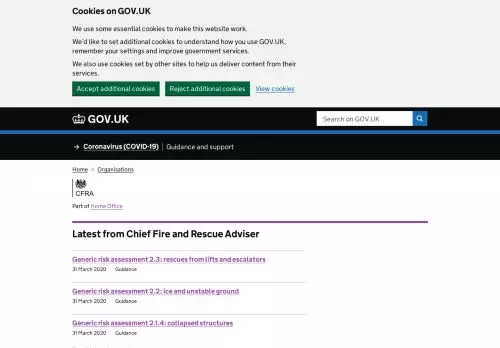 Cookies on GOV.UK
We use some essential cookies to make this website work.
We'd like to set additional cookies to understand how you use GOV.UK,
remember your settings and improve government services.
We also use cookies set by other sites to help us deliver content from their
services.
Accept additional cookies Reject additional cookies View cookies
GOV.UK Search on GOV.UK
→ Coronavirus (COVID-19) Guidance and support
Home > Organisations
CFRA
Part of Home Office
Latest from Chief Fire and Rescue Adviser
Generic risk assessment 2.3: rescues from lifts and escalators
31 March 2020 Guidance
Generic risk assessment 2.2: ice and unstable ground
31 March 2020 Guidance
Generic risk assessment 2.1.4: collapsed structures
31 March 2020 Guidance